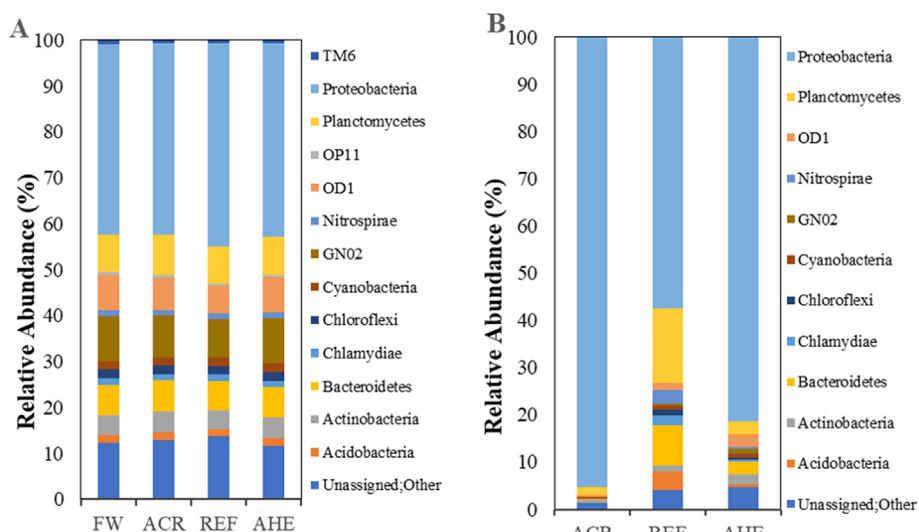 A
Relative Abundance (%)
100
90
80
70
60
50
40
30
20
10
0
FW ACR REF AHE
TM6
Proteobacteria
Planctomycetes
OP11
OD1
Nitrospirae
GN02
Cyanobacteria
Chloroflexi
Chlamydiae
Bacteroidetes
Actinobacteria
Acidobacteria
Unassigned;Other
B
Relative Abundance (%)
100
90
80
70
60
50
40
30
20
10
0
ACR REF AHE
Proteobacteria
Planctomycetes
OD1
Nitrospirae
GN02
Cyanobacteria
Chloroflexi
Chlamydiae
Bacteroidetes
Actinobacteria
Acidobacteria
Unassigned;Other